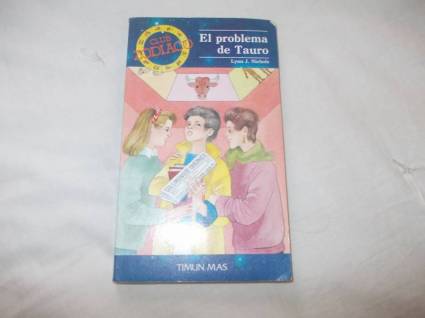 CLUB
ZODIACO
El problema
de Tauro
Lynn J. Nichols
TIMUN MAS